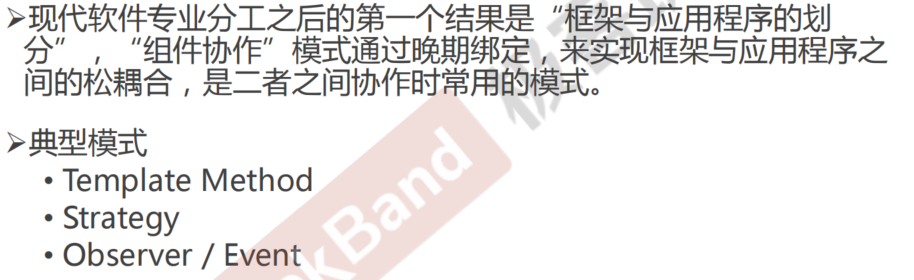 ➢现代软件专业分工之后的第一个结果是“框架与应用程序的划
分”，“组件协作”模式通过晚期绑定，来实现框架与应用程序之
间的松耦合，是二者之间协作时常用的模式。
➢典型模式
• Template Method
• Strategy
• Observer / Event